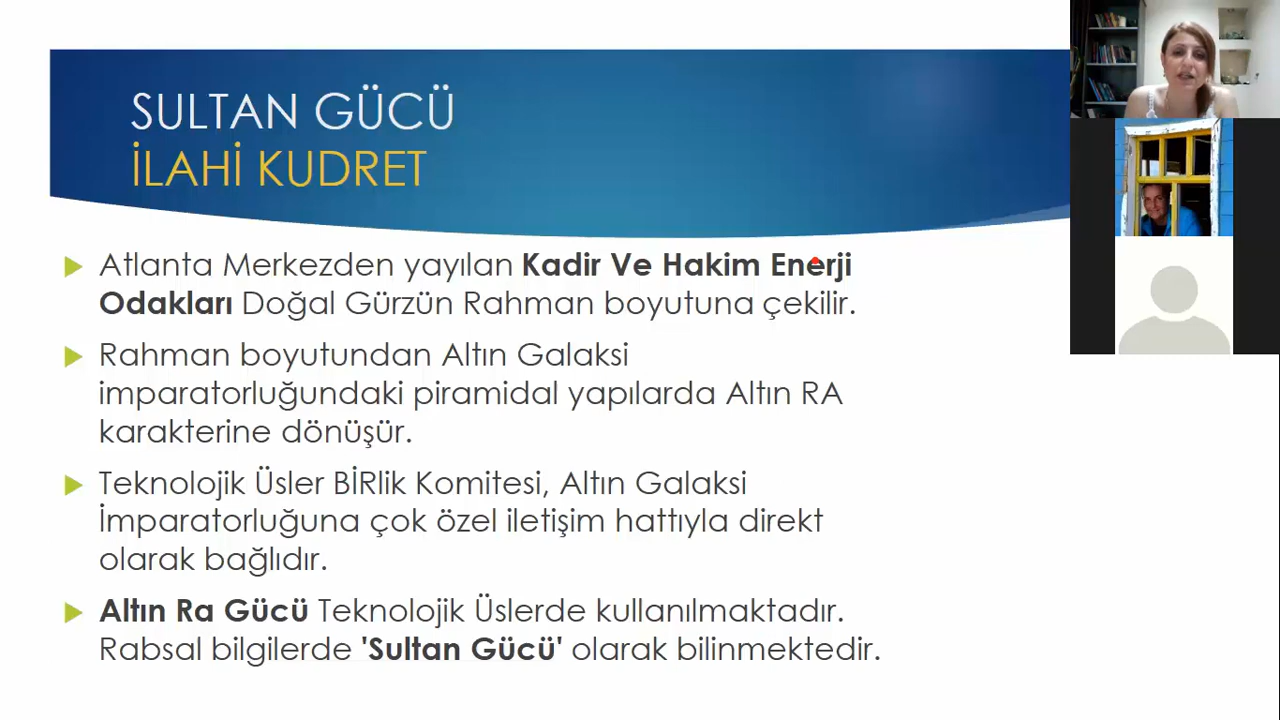 SULTAN GÜCÜ
İLAHİ KUDRET
Atlanta Merkezden yayılan Kadir Ve Hakim Enerji
Odakları Doğal Gürzün Rahman boyutuna çekilir.
Rahman boyutundan Altın Galaksi
imparatorluğundaki piramidal yapılarda Altın RA
karakterine dönüşür.
Teknolojik Üsler BİRlik Komitesi, Altın Galaksi
İmparatorluğuna çok özel iletişim hattıyla direkt
olarak bağlıdır.
Altın Ra Gücü Teknolojik Üslerde kullanılmaktadır.
Rabsal bilgilerde 'Sultan Gücü' olarak bilinmektedir.